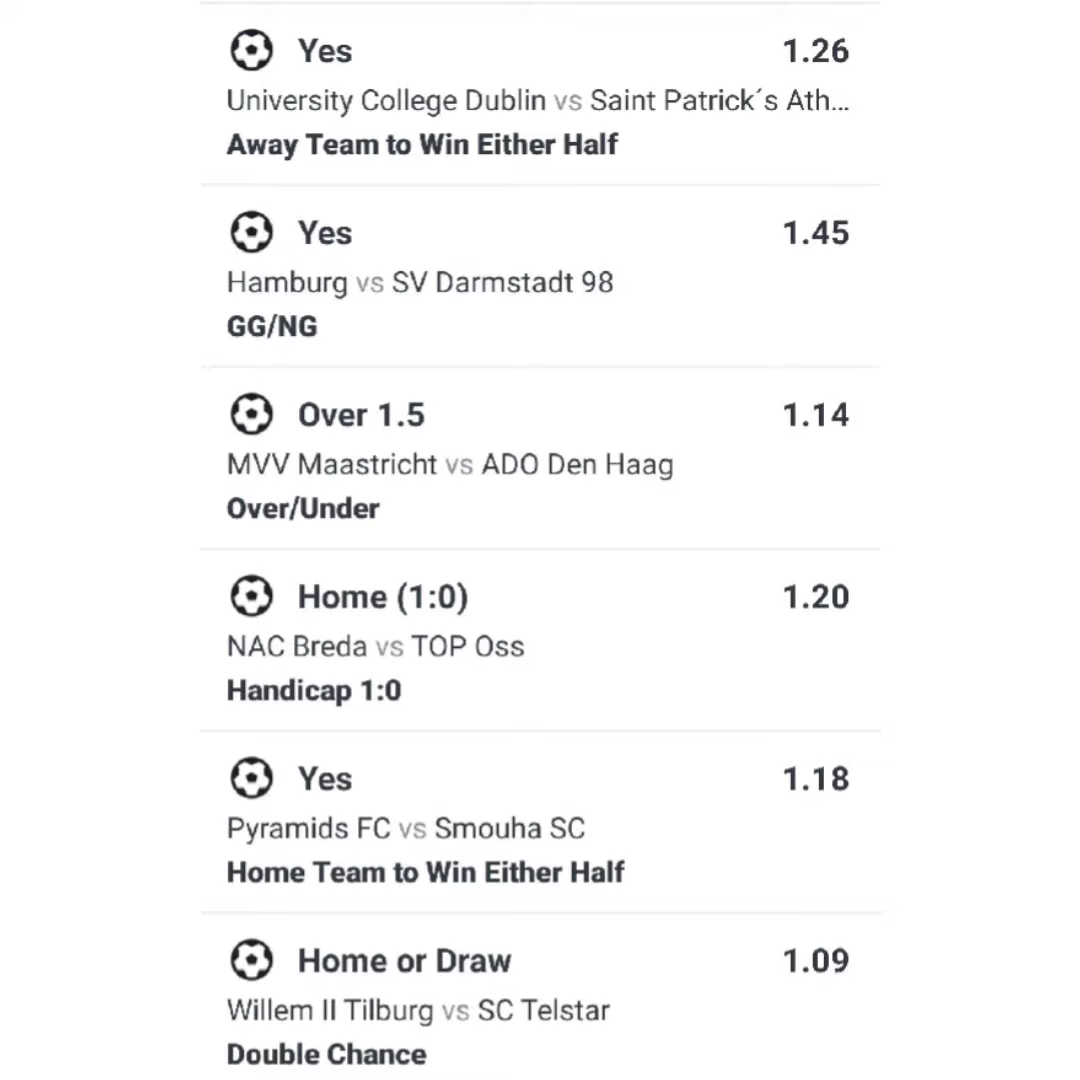 Yes 1.26
University College Dublin vs Saint Patrick´s Ath...
Away Team to Win Either Half
Yes 1.45
Hamburg vs SV Darmstadt 98
GG/NG
Over 1.5 1.14
MVV Maastricht vs ADO Den Haag
Over/Under
Home (1:0) 1.20
NAC Breda vs TOP Oss
Handicap 1:0
Yes 1.18
Pyramids FC vs Smouha SC
Home Team to Win Either Half
Home or Draw 1.09
Willem II Tilburg vs SC Telstar
Double Chance